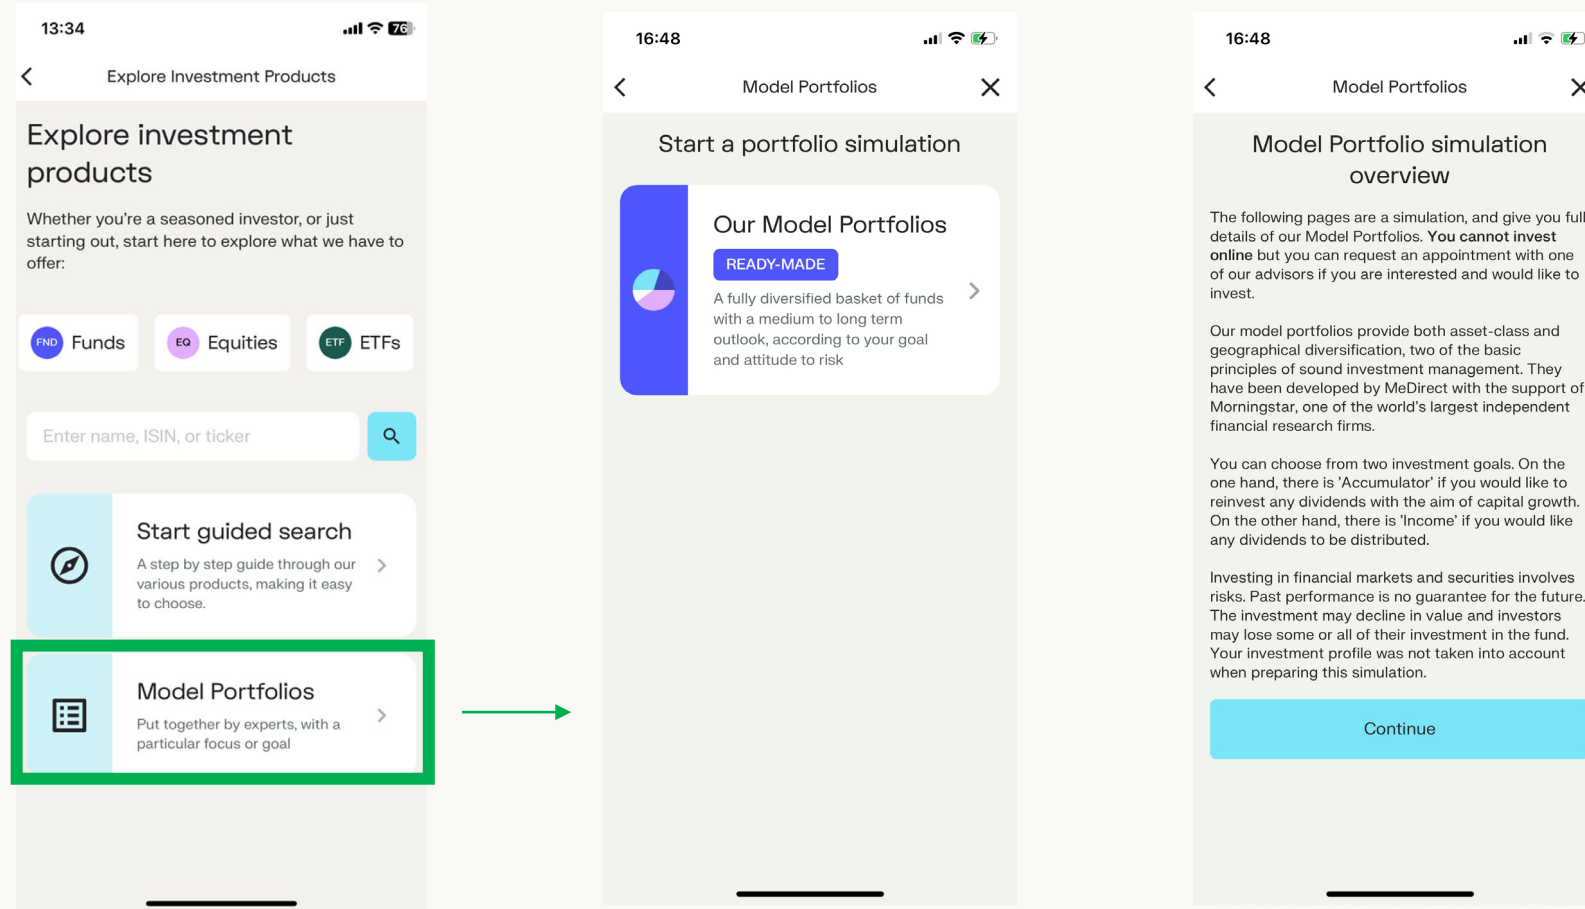 13:34
76
Explore Investment Products
Explore investment
products
Whether you're a seasoned investor, or just
starting out, start here to explore what we have to
offer:
FND Funds
EQ Equities
ETF ETFs
Enter name, ISIN, or ticker
Start guided search
A step by step guide through our
various products, making it easy
to choose.
Model Portfolios
Put together by experts, with a
particular focus or goal
16:48
Model Portfolios
Start a portfolio simulation
Our Model Portfolios
READY-MADE
A fully diversified basket of funds
with a medium to long term
outlook, according to your goal
and attitude to risk
16:48
Model Portfolios
Model Portfolio simulation
overview
The following pages are a simulation, and give you full
details of our Model Portfolios. You cannot invest
online but you can request an appointment with one
of our advisors if you are interested and would like to
invest.
Our model portfolios provide both asset-class and
geographical diversification, two of the basic
principles of sound investment management. They
have been developed by MeDirect with the support of
Morningstar, one of the world's largest independent
financial research firms.
You can choose from two investment goals. On the
one hand, there is 'Accumulator' if you would like to
reinvest any dividends with the aim of capital growth.
On the other hand, there is 'Income' if you would like
any dividends to be distributed.
Investing in financial markets and securities involves
risks. Past performance is no guarantee for the future.
The investment may decline in value and investors
may lose some or all of their investment in the fund.
Your investment profile was not taken into account
when preparing this simulation.
Continue